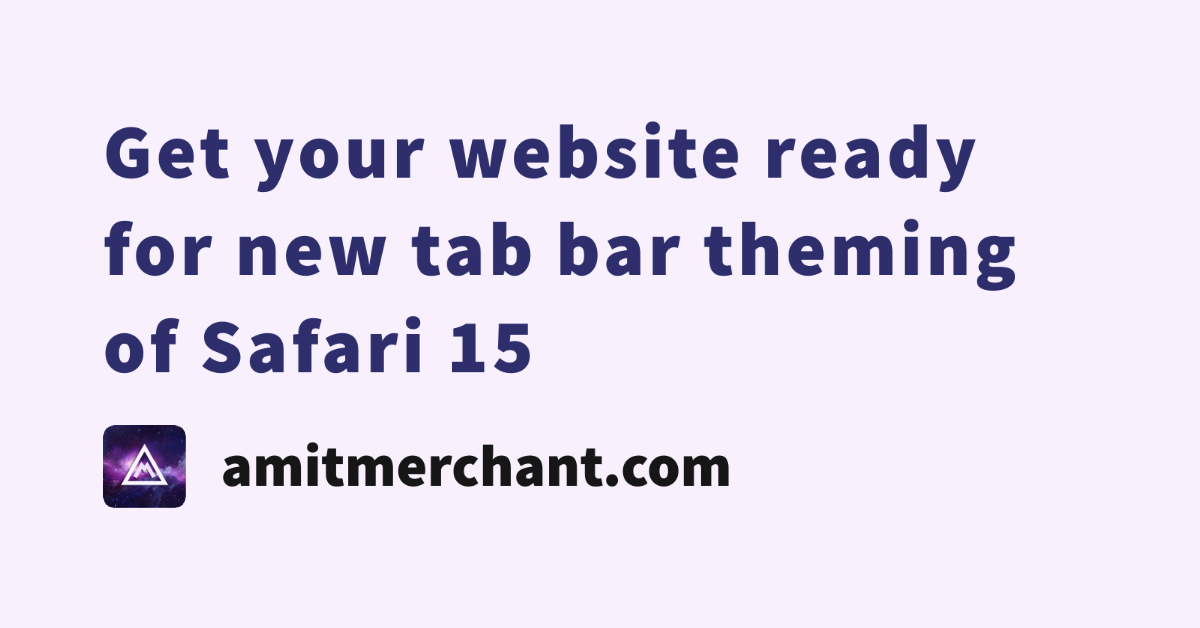 Get your website ready
for new tab bar theming
of Safari 15
amitmerchant.com